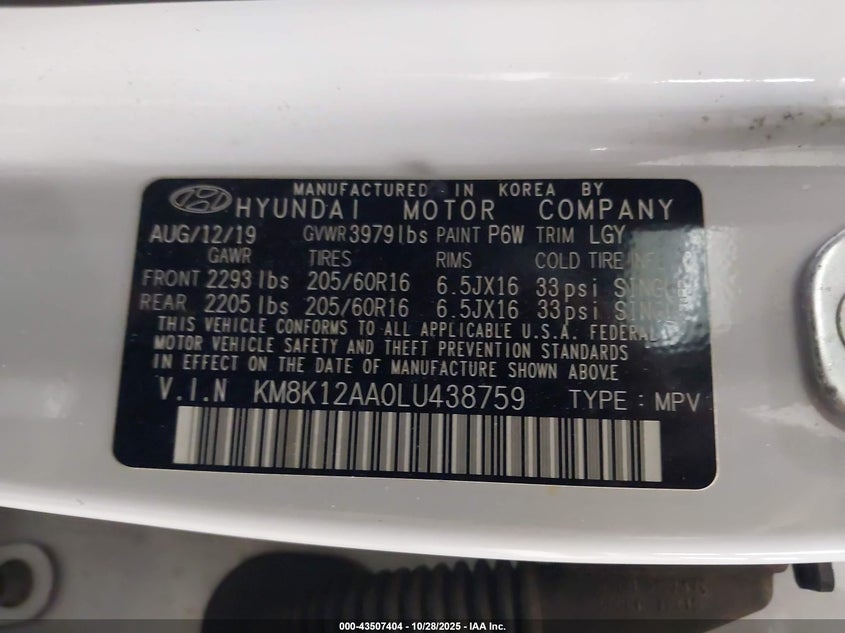 MANUFACTURED IN KOREA BY
HYUNDAI MOTOR COMPANY
AUG/12/19 GVWR 3979lbs PAINT P6W TRIM LGY
GAWR TIRES RIMS COLD TIRE
FRONT 2293 lbs 205/60R16 6.5JX16 33psi SINGLE
REAR 2205 lbs 205/60R16 6.5JX16 33psi SINGLE
THIS VEHICLE CONFORMS TO ALL APPLICABLE U.S.A. FEDERAL
MOTOR VEHICLE SAFETY AND THEFT PREVENTION STANDARDS
IN EFFECT ON THE DATE OF MANUFACTURE SHOWN ABOVE.
V.I.N KM8K12AA0LU438759 TYPE : MPV
000-43507404 | 10/28/2025 - IAA Inc.